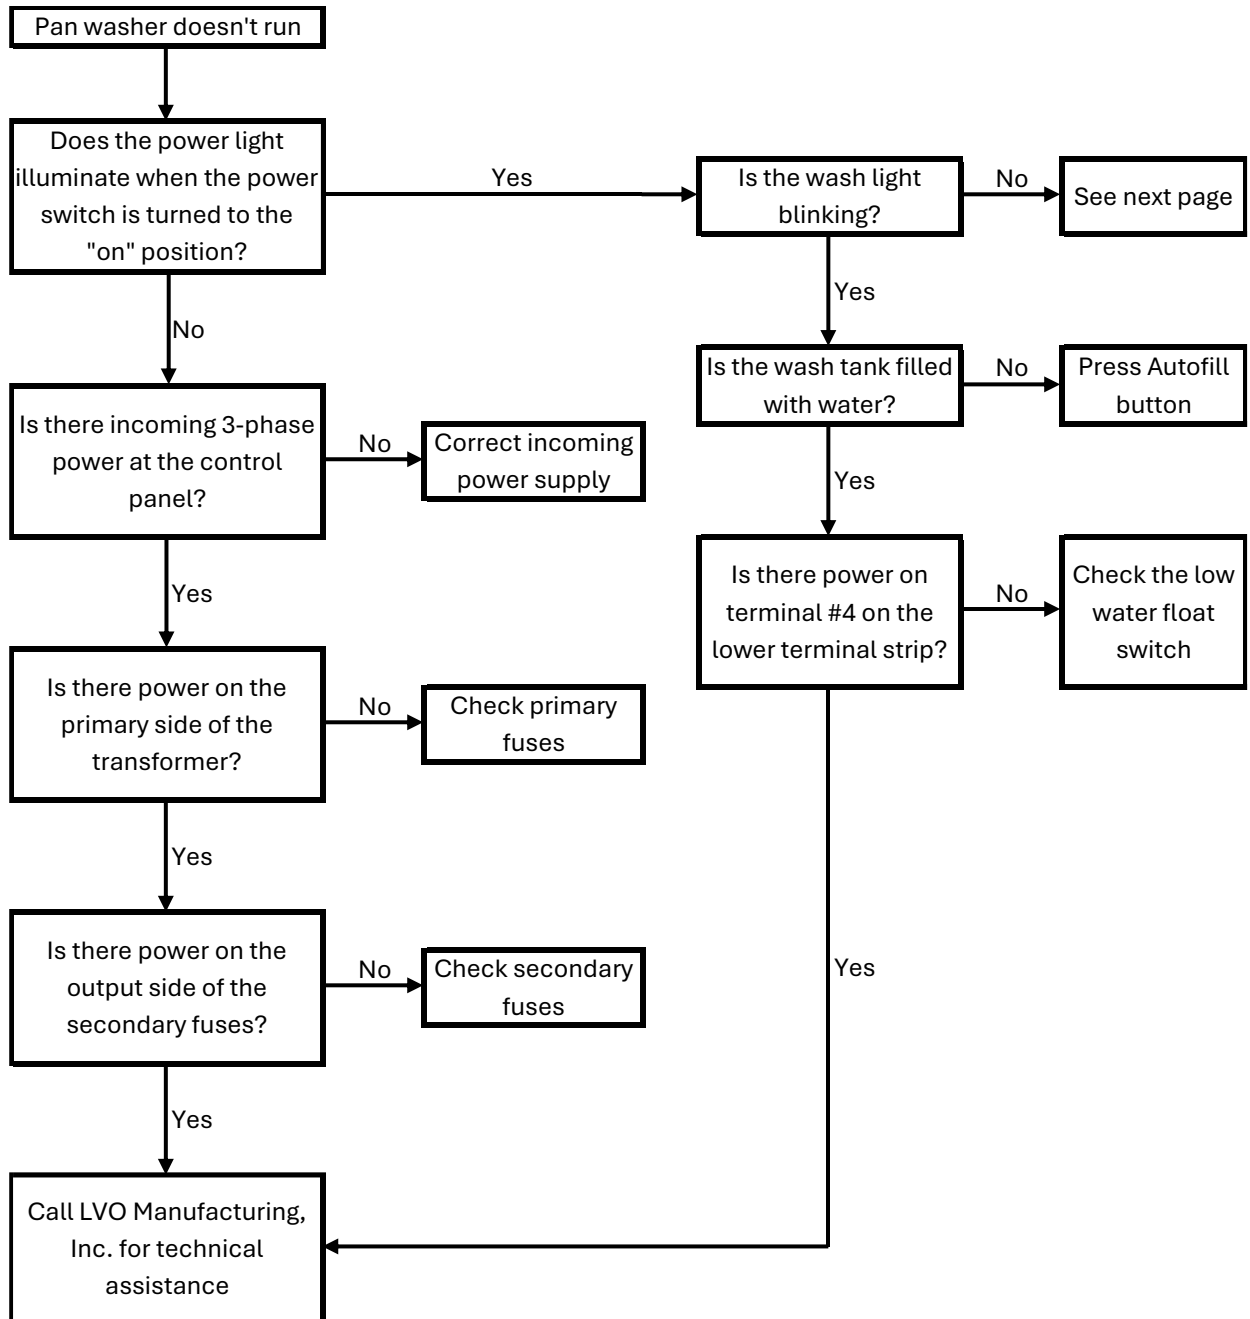 Pan washer doesn't run
Does the power light
illuminate when the power
switch is turned to the
"on" position?
Yes
Is the wash light
blinking?
No
See next page
Yes
No
Is the wash tank filled
with water?
No
Press Autofill
button
Is there incoming 3-phase
power at the control
panel?
No
Correct incoming
power supply
Yes
Is there power on
terminal #4 on the
lower terminal strip?
No
Check the low
water float
switch
Yes
Is there power on the
primary side of the
transformer?
No
Check primary
fuses
Yes
Is there power on the
output side of the
secondary fuses?
No
Check secondary
fuses
Yes
Yes
Call LVO Manufacturing,
Inc. for technical
assistance